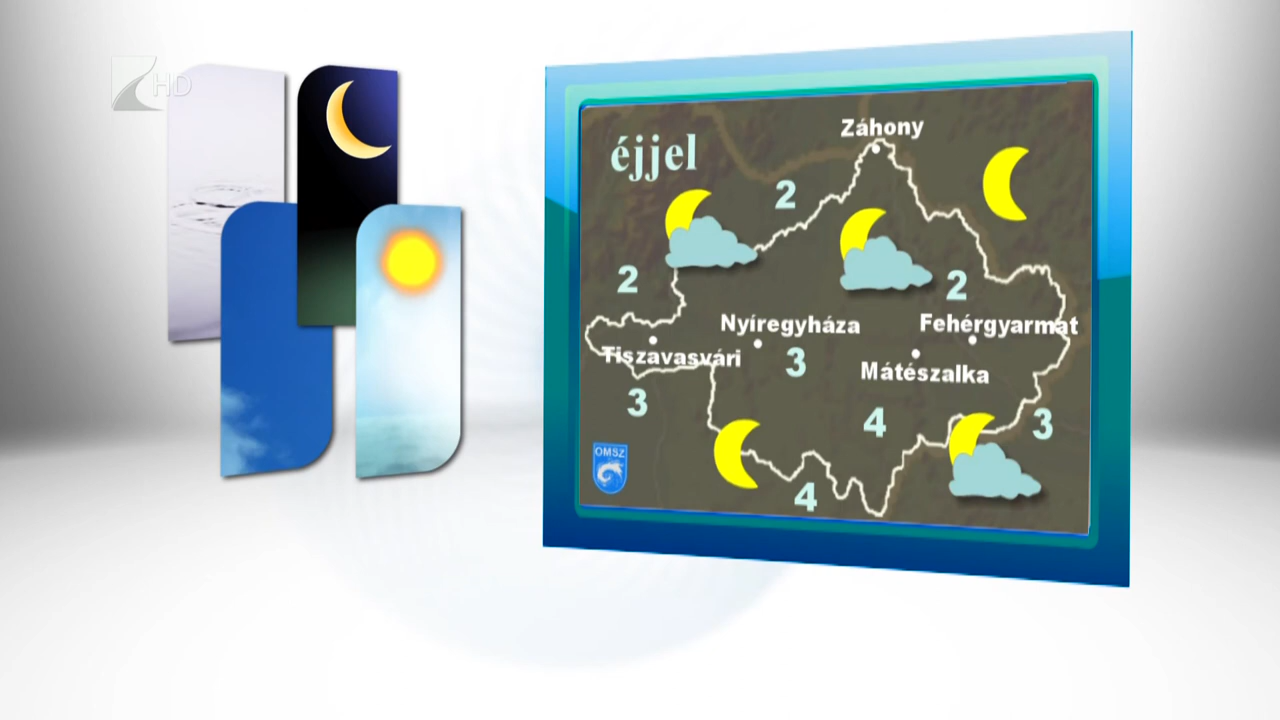 HD
Záhony
éjjel
2
2
2
Nyíregyháza
Fehérgyarmat
Tiszavasvári
3
Mátészalka
3
4
3
OMSZ
4